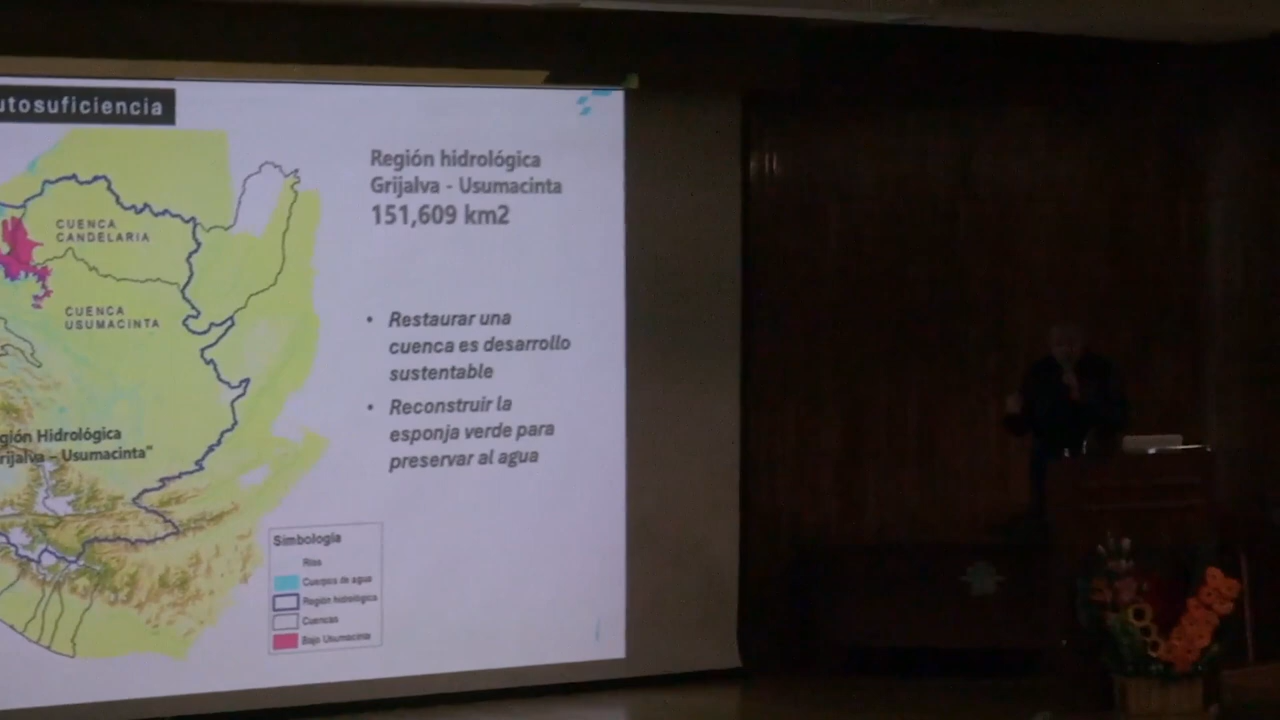 utosuficiencia
Región hidrológica
Grijalva - Usumacinta
151,609 km2
CUENCA
CANDELARIA
CUENCA
USUMACINTA
• Restaurar una
cuenca es desarrollo
sustentable
• Reconstruir la
esponja verde para
preservar al agua
gión Hidrológica
rijalva - Usumacinta"
Simbología
Ríos
Cuerpos de agua
Región hidrológica
Cuencas
Bajo Usumacinta